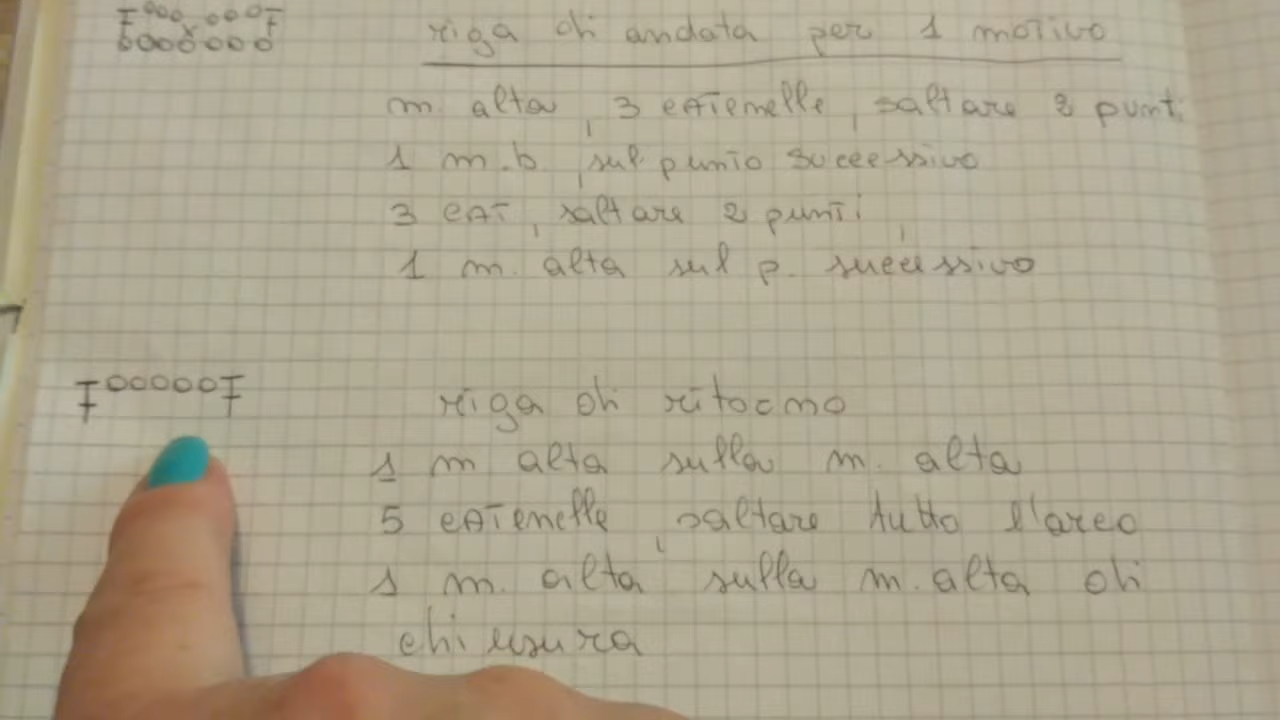 riga di andata per 1 motivo
m. alta, 3 catenelle, saltare 2 punti
1 m.b. sul punto successivo
3 cat, saltare 2 punti,
1 m. alta sul p. successivo
riga di ritorno
1 m alta sulla m. alta
5 catenelle, saltare tutto l'arco
1 m. alta sulla m. alta di
chiusura